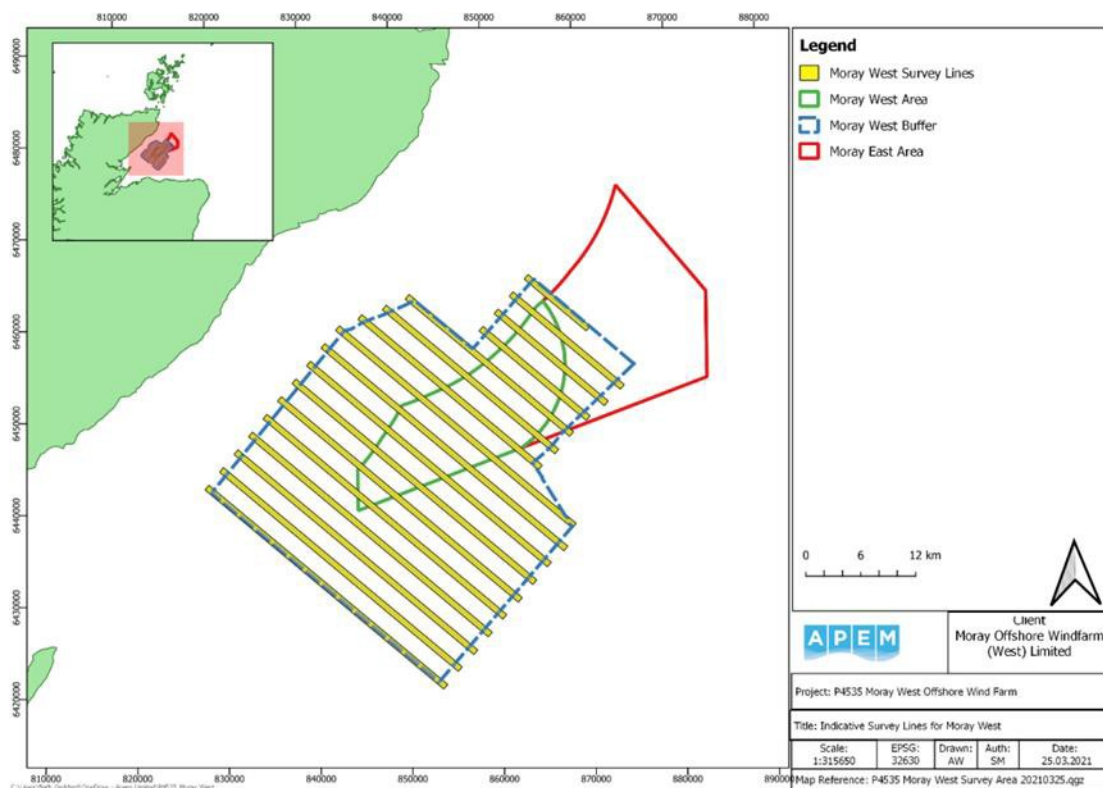 810000 820000 830000 840000 850000 860000 870000 880000
6490000
6480000
6470000
6460000
6450000
6440000
6430000
6420000
810000 820000 830000 840000 850000 860000 870000 880000 890000
Legend
Moray West Survey Lines
Moray West Area
Moray West Buffer
Moray East Area
0 6 12 km
APEM
Client
Moray Offshore Windfarm
(West) Limited
Project: P4535 Moray West Offshore Wind Farm
Title: Indicative Survey Lines for Moray West
Scale: EPSG: Drawn: Auth: Date:
1:315650 32630 AW SM 25.03.2021
Map Reference: P4535 Moray West Survey Area 20210325.qgz